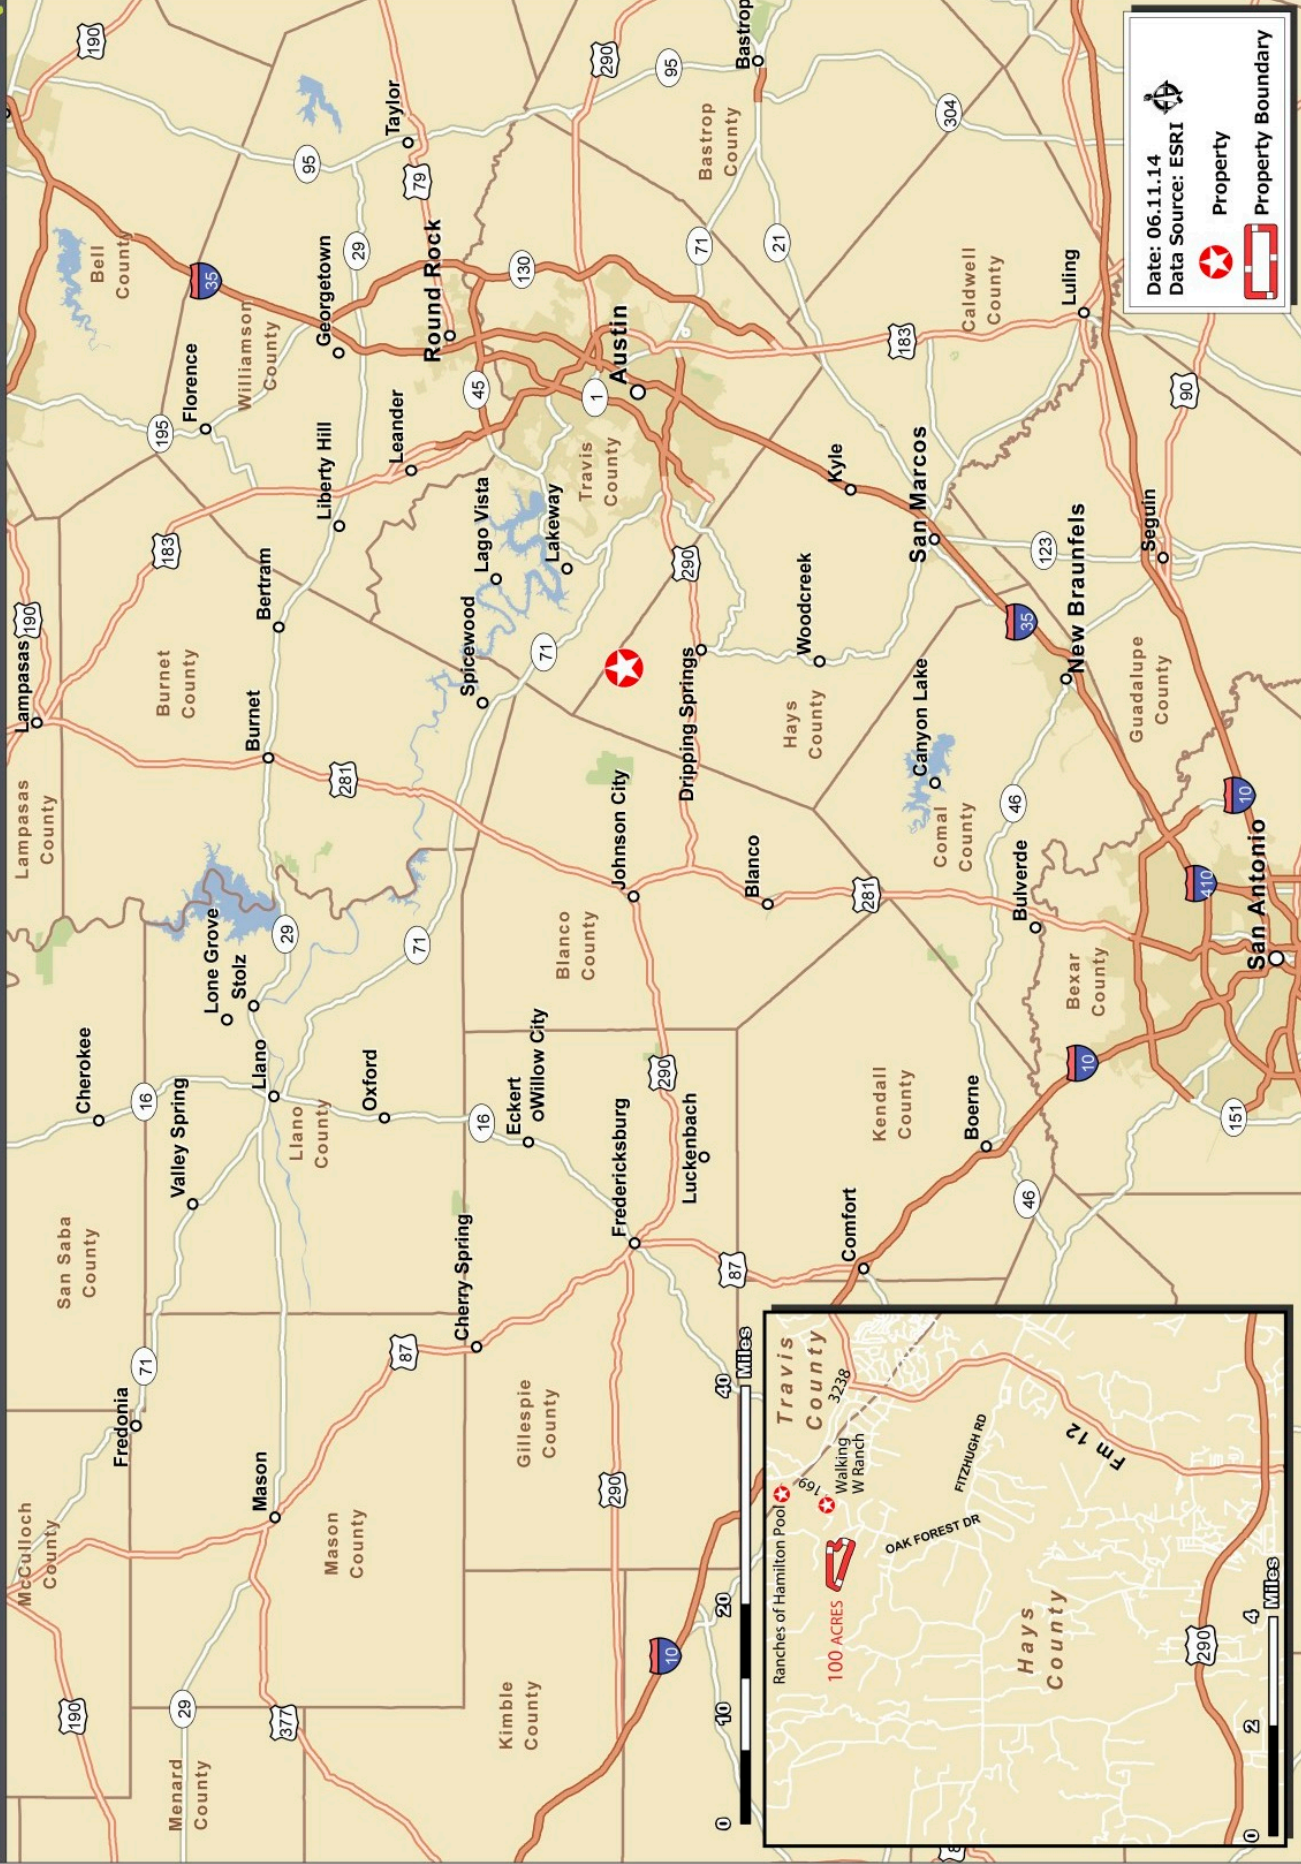 McCulloch
County
Lampasas
190
190
Lampasas
County
San Saba
County
Cherokee
190
Bell
County
Fredonia
71
16
195
183
Burnet
County
Menard
County
29
Valley Spring
Florence
35
Lone Grove
Stolz
Williamson
County
Mason
Llano
Burnet
Bertram
377
29
Llano
County
95
Liberty Hill
Georgetown
Mason
County
281
29
Oxford
Leander
Taylor
87
71
79
Round Rock
Cherry Spring
16
Spicewood
Lago Vista
45
Kimble
County
Gillespie
County
Eckert
Willow City
71
Lakeway
130
Blanco
County
Travis
County
1
290
290
Fredericksburg
Johnson City
Austin
10
290
Luckenbach
Dripping Springs
290
95
71
Bastrop
County
Bastrop
87
Blanco
Hays
County
Woodcreek
21
0
10
20
40
Miles
Comfort
281
Kyle
Kendall
County
183
Canyon Lake
San Marcos
304
Comal
County
Boerne
Caldwell
County
46
46
Bulverde
35
123
Bexar
County
New Braunfels
Luling
10
Guadalupe
County
Seguin
90
410
151
10
San Antonio
Ranches of Hamilton Pool
Travis
County
169
3238
100 ACRES
Walking
W Ranch
OAK FOREST DR
FITZHUGH RD
Fm 12
Hays
County
290
0
2
4
Miles
Date: 06.11.14
Data Source: ESRI
Property
Property Boundary